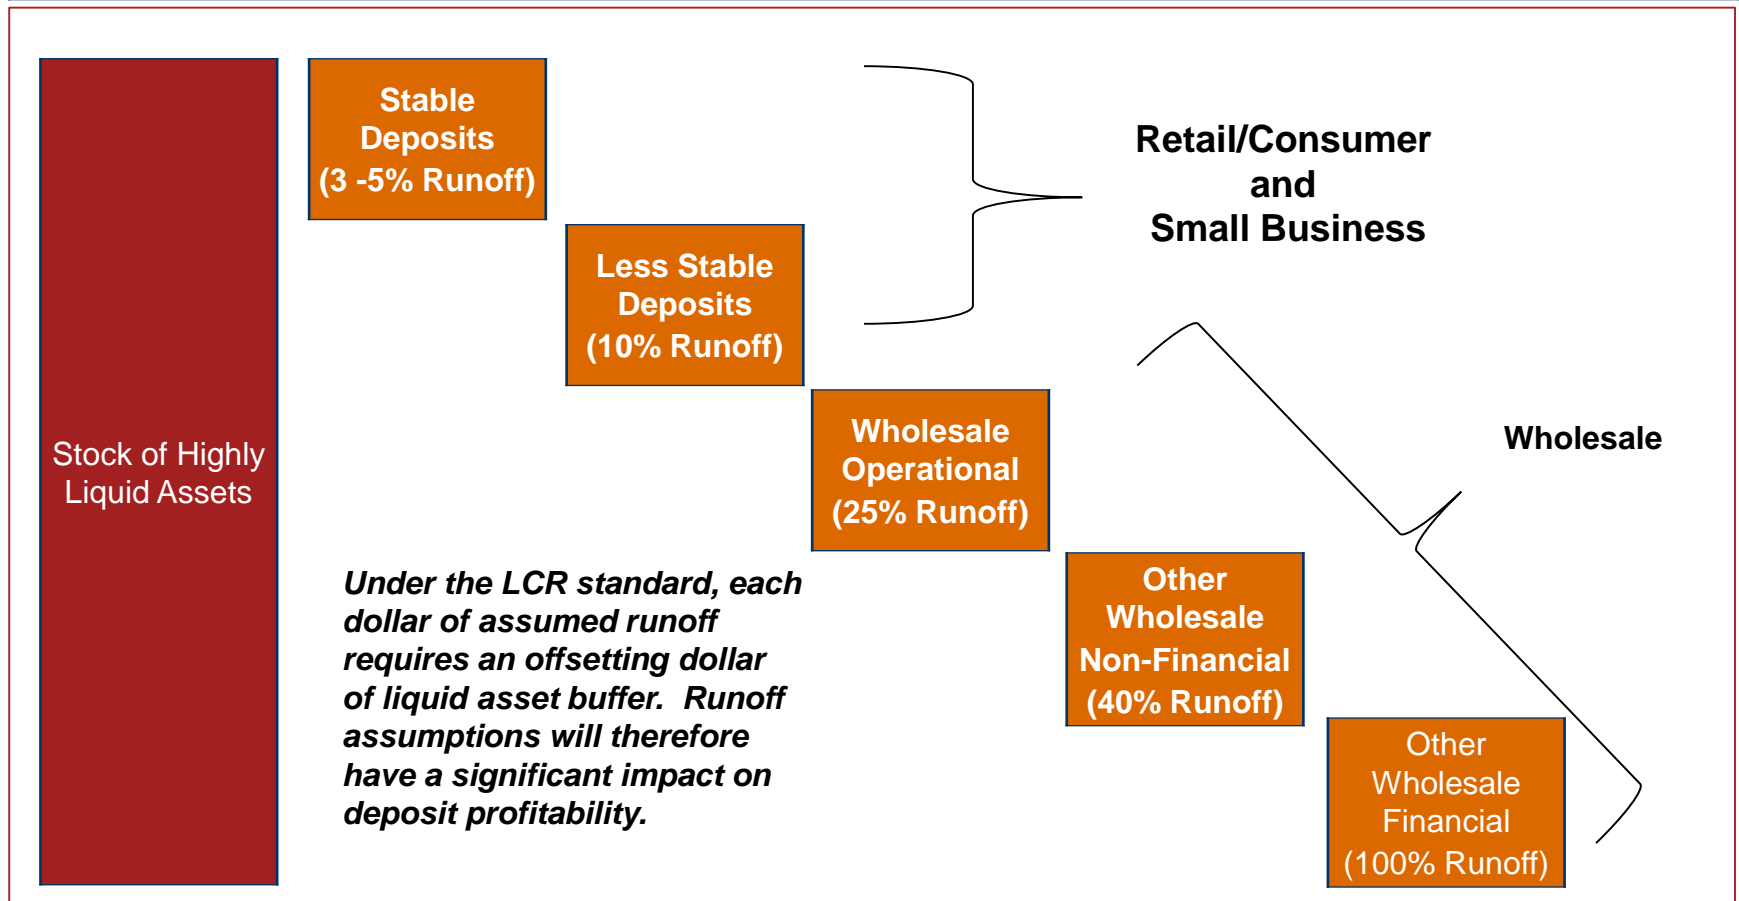 Stock of Highly
Liquid Assets
Stable
Deposits
(3 -5% Runoff)
Less Stable
Deposits
(10% Runoff)
Wholesale
Operational
(25% Runoff)
Other
Wholesale
Non-Financial
(40% Runoff)
Other
Wholesale
Financial
(100% Runoff)
Retail/Consumer
and
Small Business
Wholesale
Under the LCR standard, each
dollar of assumed runoff
requires an offsetting dollar
of liquid asset buffer.  Runoff
assumptions will therefore
have a significant impact on
deposit profitability.